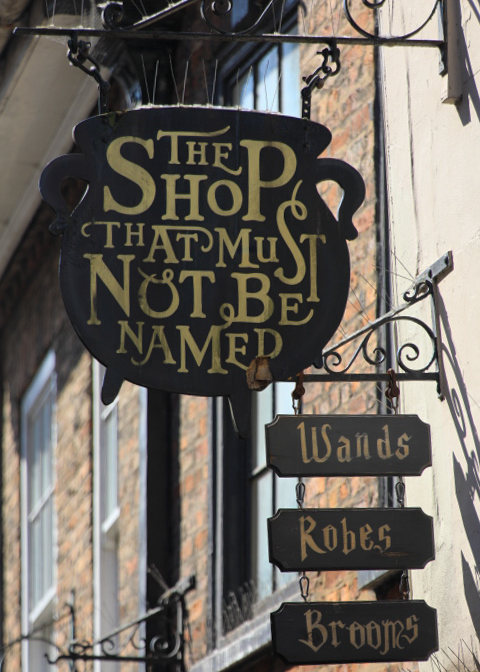 THE
SHOP
THAT MUST
NOT BE
NAMED
Wands
Robes
Brooms